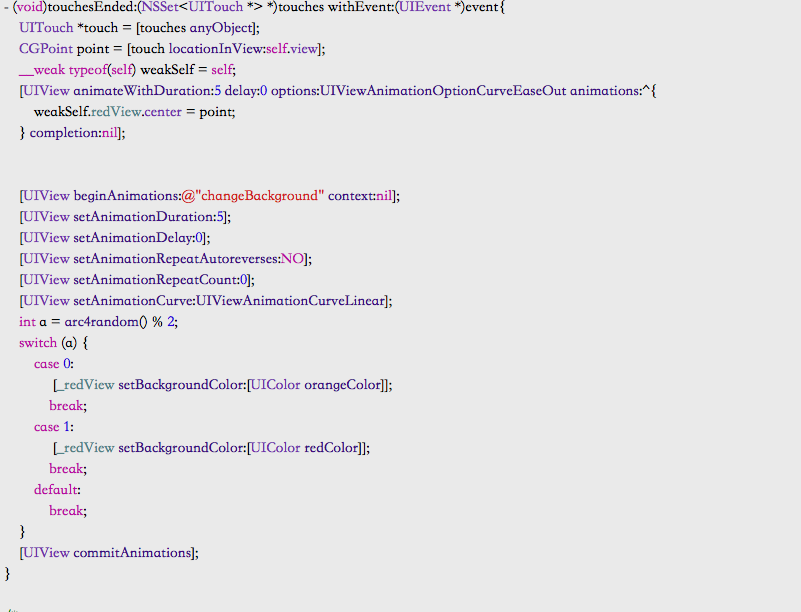 - (void)touchesEnded:(NSSet<UITouch *> *)touches withEvent:(UIEvent *)event{
UITouch *touch = [touches anyObject];
CGPoint point = [touch locationInView:self.view];
__weak typeof(self) weakSelf = self;
[UIView animateWithDuration:5 delay:0 options:UIViewAnimationOptionCurveEaseOut animations:^{
weakSelf.redView.center = point;
} completion:nil];
[UIView beginAnimations:@"changeBackground" context:nil];
[UIView setAnimationDuration:5];
[UIView setAnimationDelay:0];
[UIView setAnimationRepeatAutoreverses:NO];
[UIView setAnimationRepeatCount:0];
[UIView setAnimationCurve:UIViewAnimationCurveLinear];
int a = arc4random() % 2;
switch (a) {
case 0:
[_redView setBackgroundColor:[UIColor orangeColor]];
break;
case 1:
[_redView setBackgroundColor:[UIColor redColor]];
break;
default:
break;
}
[UIView commitAnimations];
}